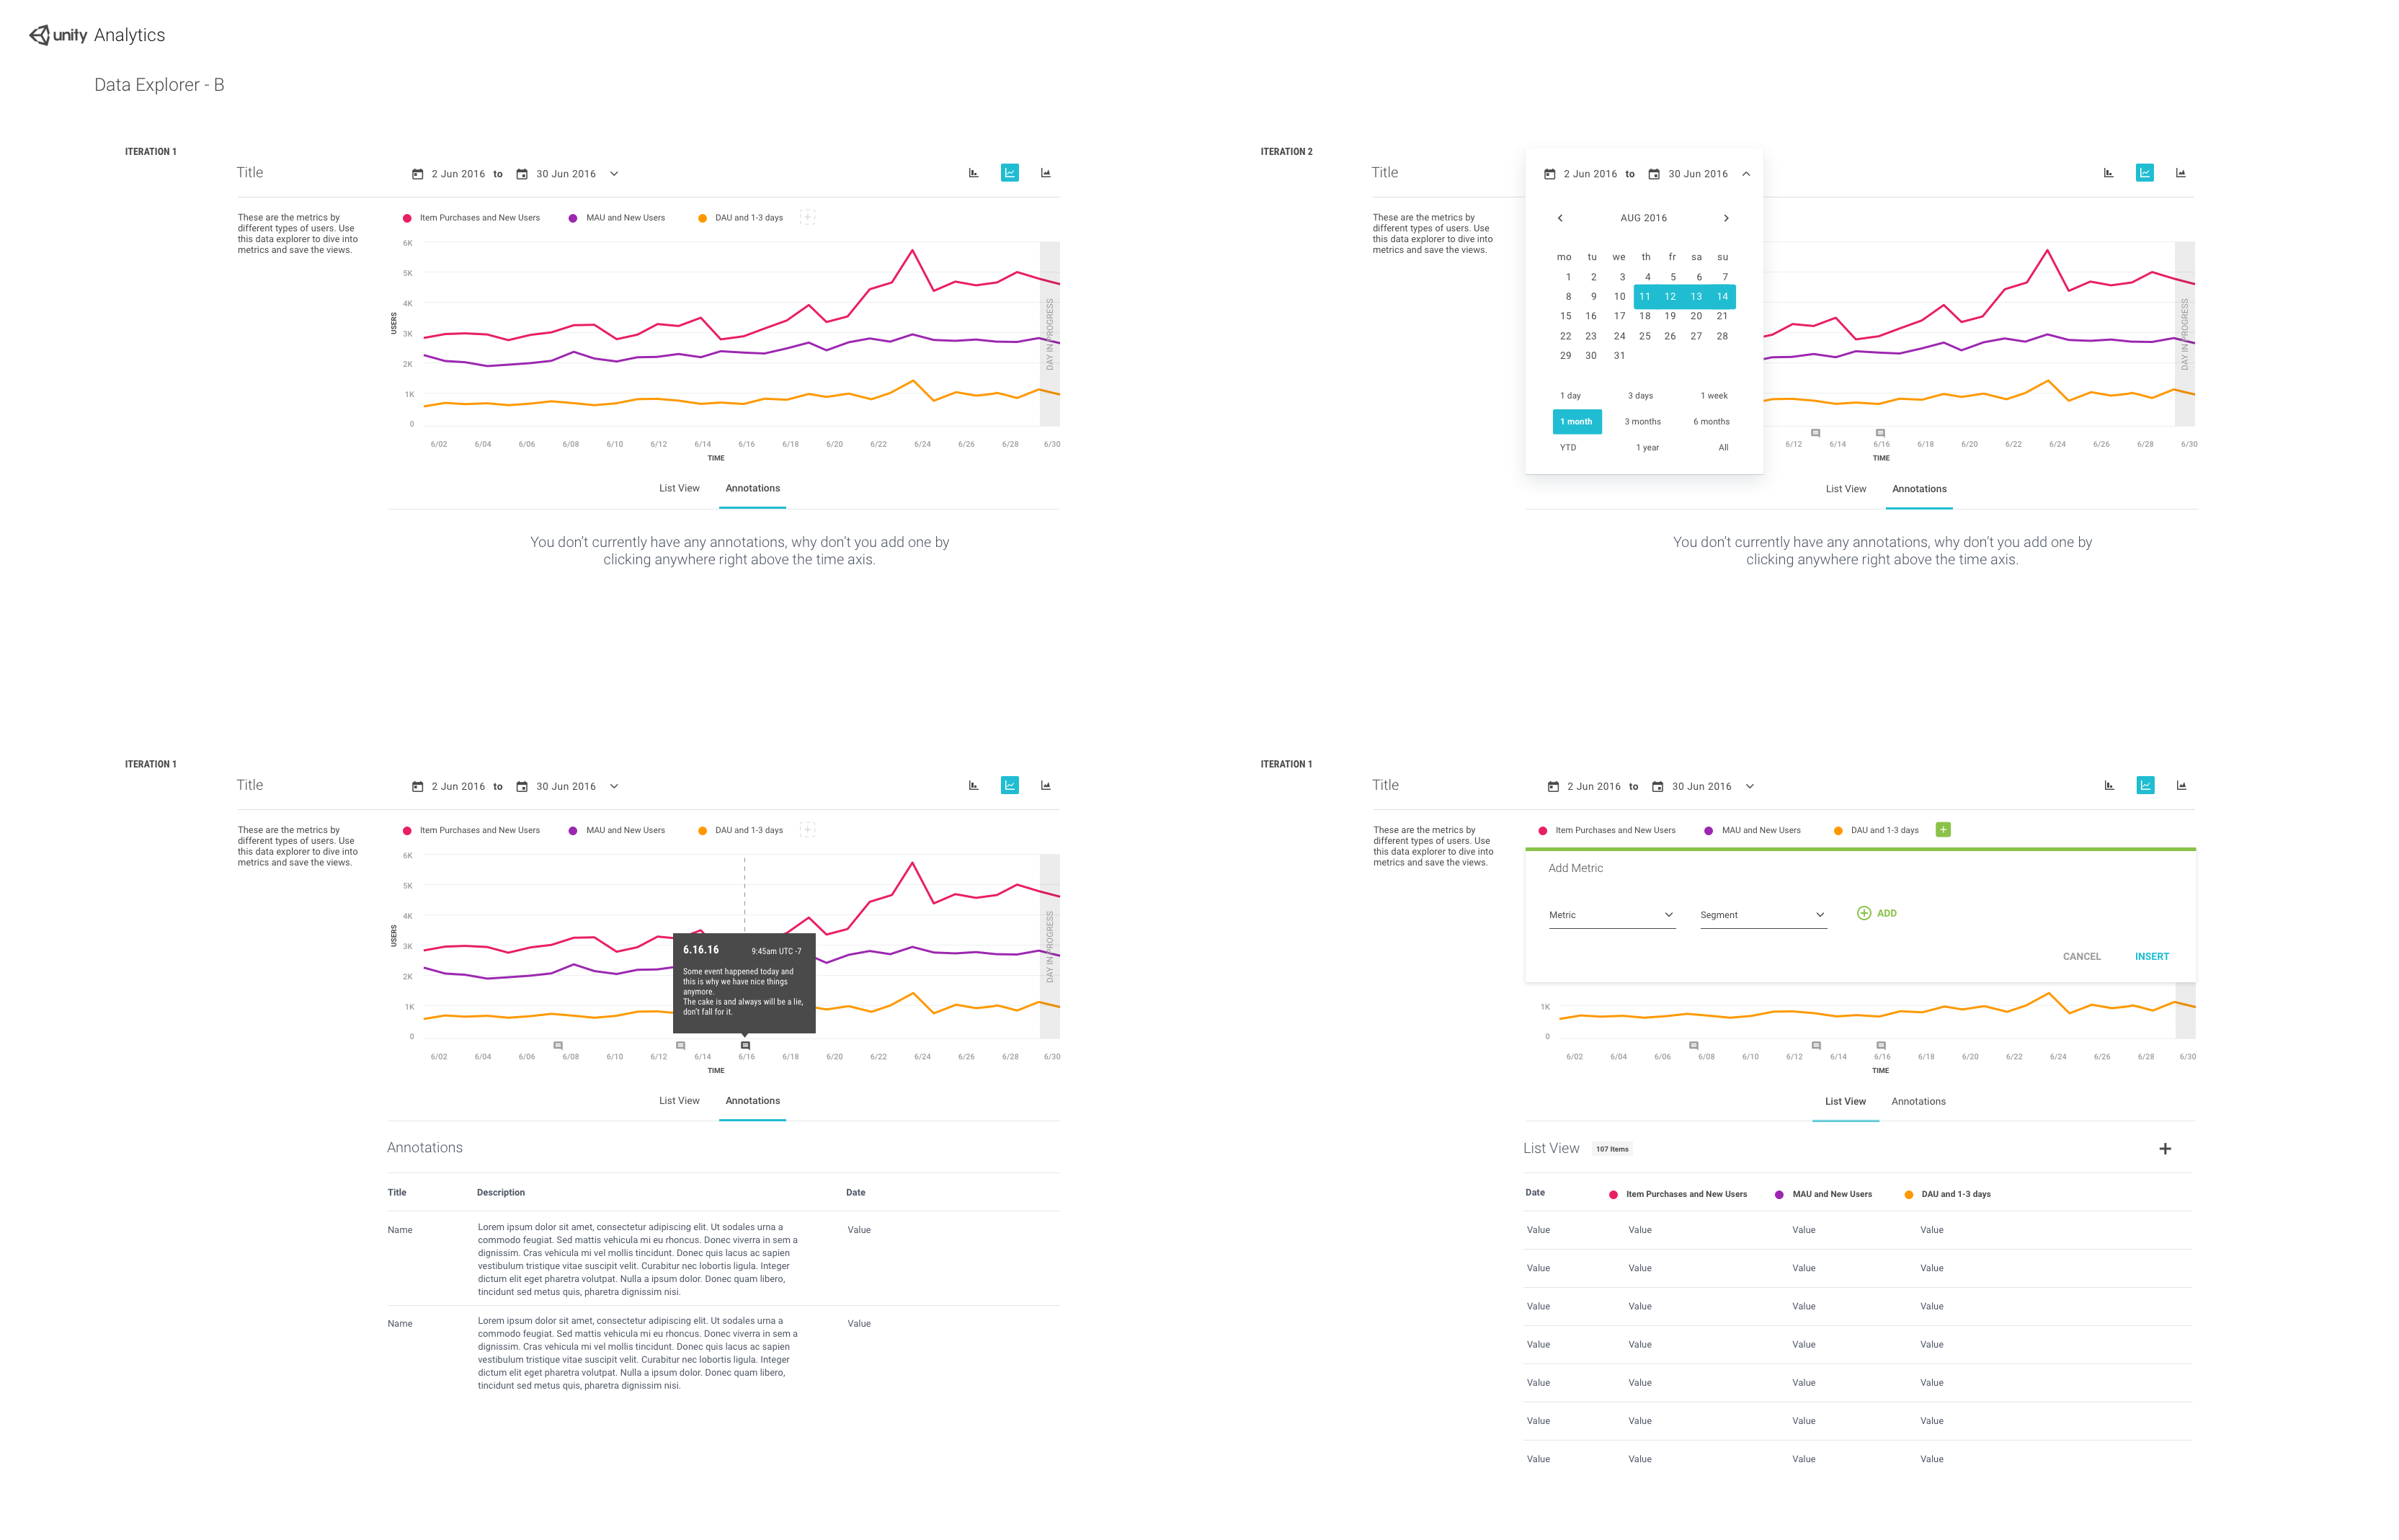 unity Analytics
Data Explorer - B
ITERATION 1
Title
2 Jun 2016 to 30 Jun 2016
These are the metrics by
different types of users. Use
this data explorer to dive into
metrics and save the views.
Item Purchases and New Users MAU and New Users DAU and 1-3 days
6K
5K
4K
3K
2K
1K
0
USERS
DAY IN PROGRESS
6/02 6/04 6/06 6/08 6/10 6/12 6/14 6/16 6/18 6/20 6/22 6/24 6/26 6/28 6/30
TIME
List View Annotations
You don't currently have any annotations, why don't you add one by
clicking anywhere right above the time axis.
ITERATION 2
Title
2 Jun 2016 to 30 Jun 2016
These are the metrics by
different types of users. Use
this data explorer to dive into
metrics and save the views.
AUG 2016
mo tu we th fr sa su
1 2 3 4 5 6 7
8 9 10 11 12 13 14
15 16 17 18 19 20 21
22 23 24 25 26 27 28
29 30 31
1 day 3 days 1 week
1 month 3 months 6 months
YTD 1 year All
DAY IN PROGRESS
6/12 6/14 6/16 6/18 6/20 6/22 6/24 6/26 6/28 6/30
TIME
List View Annotations
You don't currently have any annotations, why don't you add one by
clicking anywhere right above the time axis.
ITERATION 1
Title
2 Jun 2016 to 30 Jun 2016
These are the metrics by
different types of users. Use
this data explorer to dive into
metrics and save the views.
Item Purchases and New Users MAU and New Users DAU and 1-3 days
6K
5K
4K
3K
2K
1K
0
USERS
DAY IN PROGRESS
6.16.16 9:45am UTC -7
Some event happened today and
this is why we have nice things
anymore.
The cake is and always will be a lie,
don't fall for it.
6/02 6/04 6/06 6/08 6/10 6/12 6/14 6/16 6/18 6/20 6/22 6/24 6/26 6/28 6/30
TIME
List View Annotations
Annotations
Title Description Date
Name Lorem ipsum dolor sit amet, consectetur adipiscing elit. Ut sodales urna a Value
commodo feugiat. Sed mattis vehicula mi eu rhoncus. Donec viverra in sem a
dignissim. Cras vehicula mi vel mollis tincidunt. Donec quis lacus ac sapien
vestibulum tristique vitae suscipit velit. Curabitur nec lobortis ligula. Integer
dictum elit eget pharetra volutpat. Nulla a ipsum dolor. Donec quam libero,
tincidunt sed metus quis, pharetra dignissim nisi.
Name Lorem ipsum dolor sit amet, consectetur adipiscing elit. Ut sodales urna a Value
commodo feugiat. Sed mattis vehicula mi eu rhoncus. Donec viverra in sem a
dignissim. Cras vehicula mi vel mollis tincidunt. Donec quis lacus ac sapien
vestibulum tristique vitae suscipit velit. Curabitur nec lobortis ligula. Integer
dictum elit eget pharetra volutpat. Nulla a ipsum dolor. Donec quam libero,
tincidunt sed metus quis, pharetra dignissim nisi.
ITERATION 1
Title
2 Jun 2016 to 30 Jun 2016
These are the metrics by
different types of users. Use
this data explorer to dive into
metrics and save the views.
Item Purchases and New Users MAU and New Users DAU and 1-3 days
Add Metric
Metric Segment ADD
CANCEL INSERT
1K
0
6/02 6/04 6/06 6/08 6/10 6/12 6/14 6/16 6/18 6/20 6/22 6/24 6/26 6/28 6/30
TIME
List View Annotations
List View 107 Items
Date Item Purchases and New Users MAU and New Users DAU and 1-3 days
Value Value Value Value
Value Value Value Value
Value Value Value Value
Value Value Value Value
Value Value Value Value
Value Value Value Value
Value Value Value Value